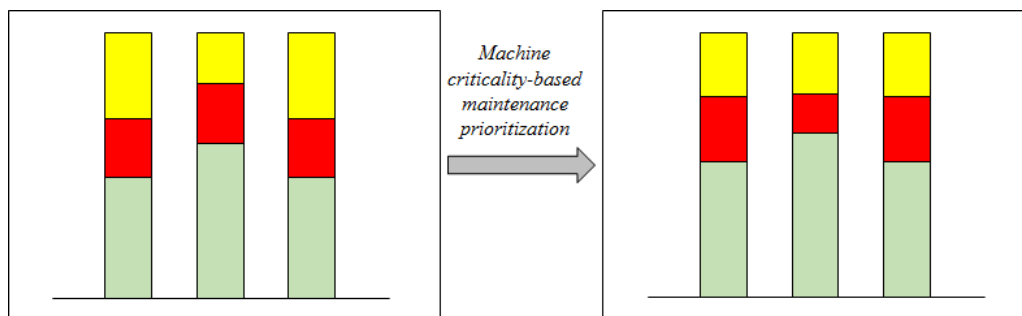 Machine
criticality-based
maintenance
prioritization